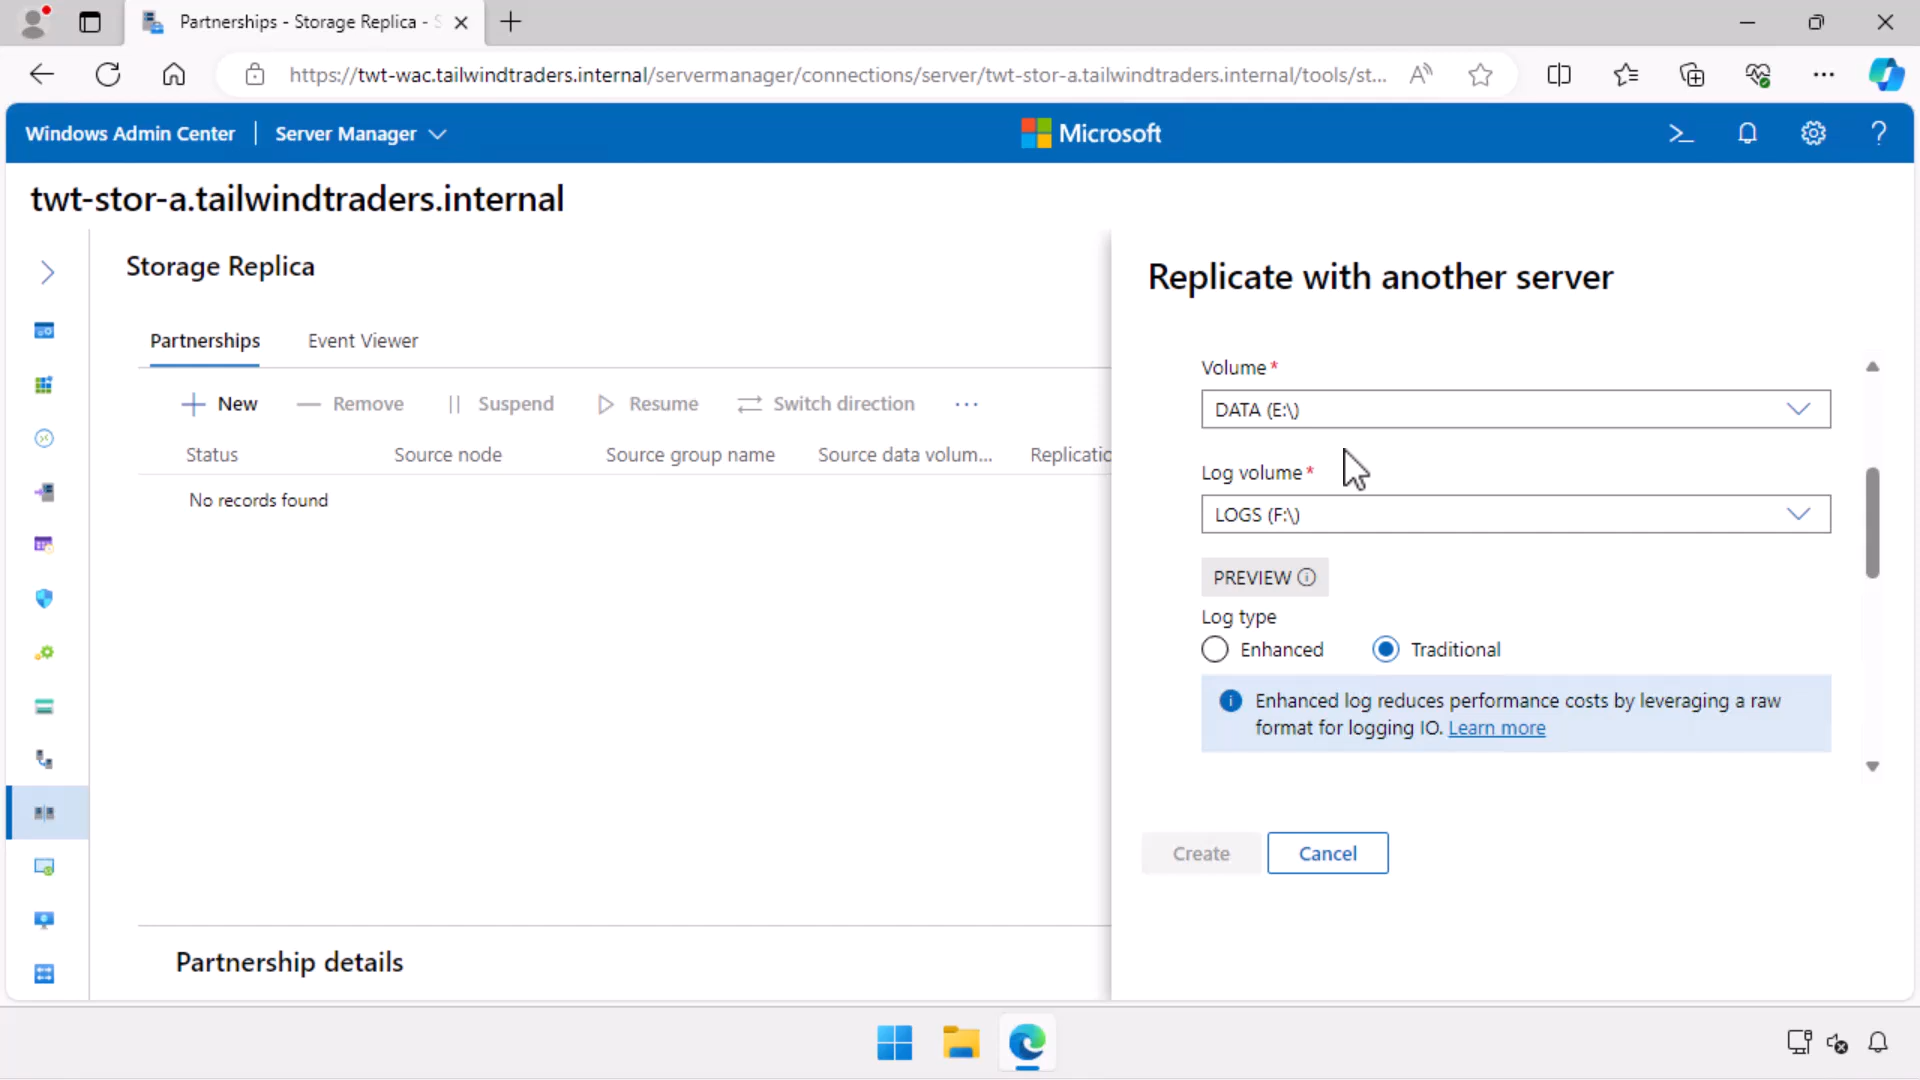 Partnerships - Storage Replica - S
https://twt-wac.tailwindtraders.internal/servermanager/connections/server/twt-stor-a.tailwindtraders.internal/tools/st...
Windows Admin Center
Server Manager
Microsoft
twt-stor-a.tailwindtraders.internal
Storage Replica
Partnerships
Event Viewer
New
Remove
Suspend
Resume
Switch direction
...
Status
Source node
Source group name
Source data volum...
Replicatio
No records found
Partnership details
Replicate with another server
Volume*
DATA (E:\)
Log volume*
LOGS (F:\)
PREVIEW
Log type
Enhanced
Traditional
Enhanced log reduces performance costs by leveraging a raw
format for logging IO. Learn more
Create
Cancel